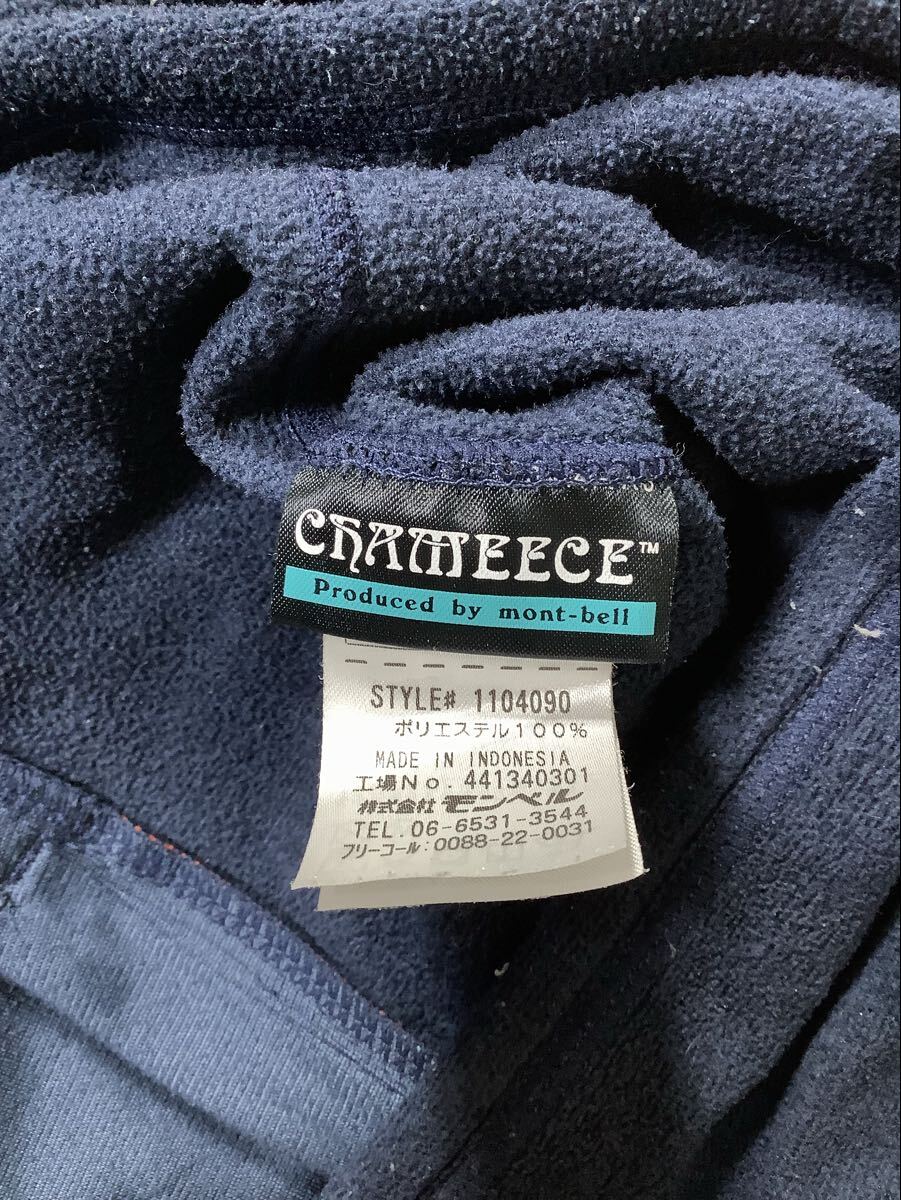 CHAMEECE™
Produced by mont-bell
STYLE# 1104090
ポリエステル100%
MADE IN INDONESIA
工場No. 441340301
株式会社モンベル
TEL. 06-6531-3544
フリーコール:0088-22-0031